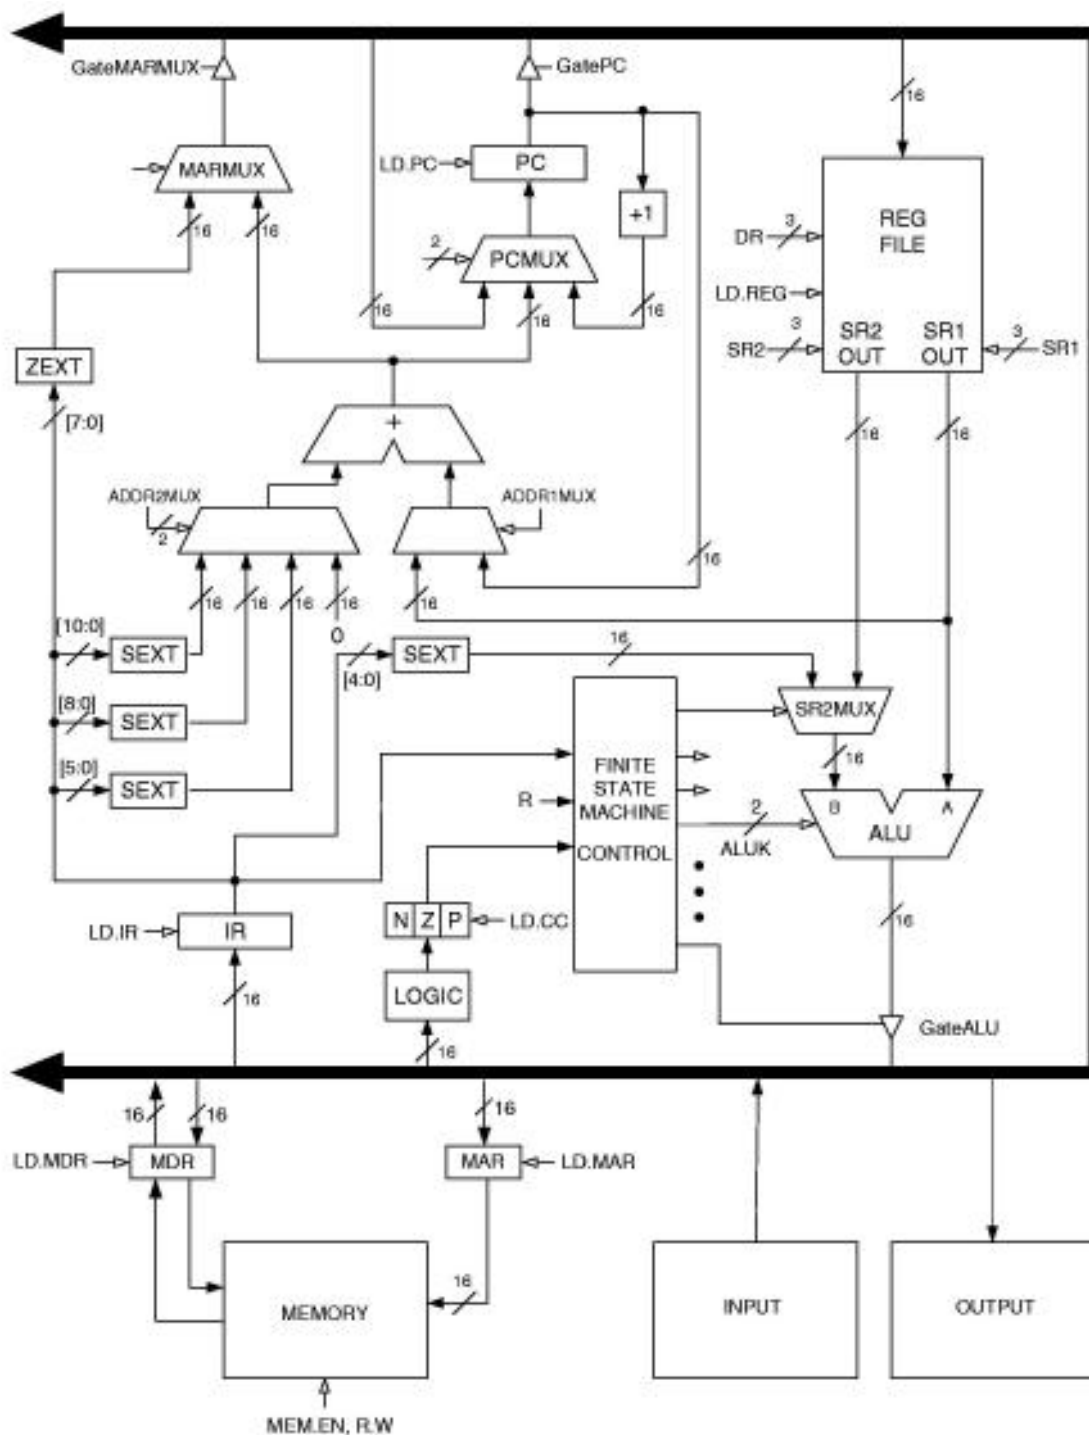 GateMARMUX
GatePC
16
MARMUX
LD.PC
PC
+1
REG
FILE
DR
3
16
16
2
PCMUX
LD.REG
16
16
16
SR2
3
SR2
OUT
SR1
OUT
3
SR1
ZEXT
[7:0]
+
16
16
ADDR2MUX
2
ADDR1MUX
16
16
16
16
16
16
0
[10:0]
SEXT
[4:0]
SEXT
16
[8:0]
SEXT
SR2MUX
16
[5:0]
SEXT
R
FINITE
STATE
MACHINE
CONTROL
2
ALUK
B
A
ALU
LD.IR
IR
N Z P
LD.CC
16
16
LOGIC
16
GateALU
16
16
16
LD.MDR
MDR
MAR
LD.MAR
16
MEMORY
INPUT
OUTPUT
MEM.EN, R.W